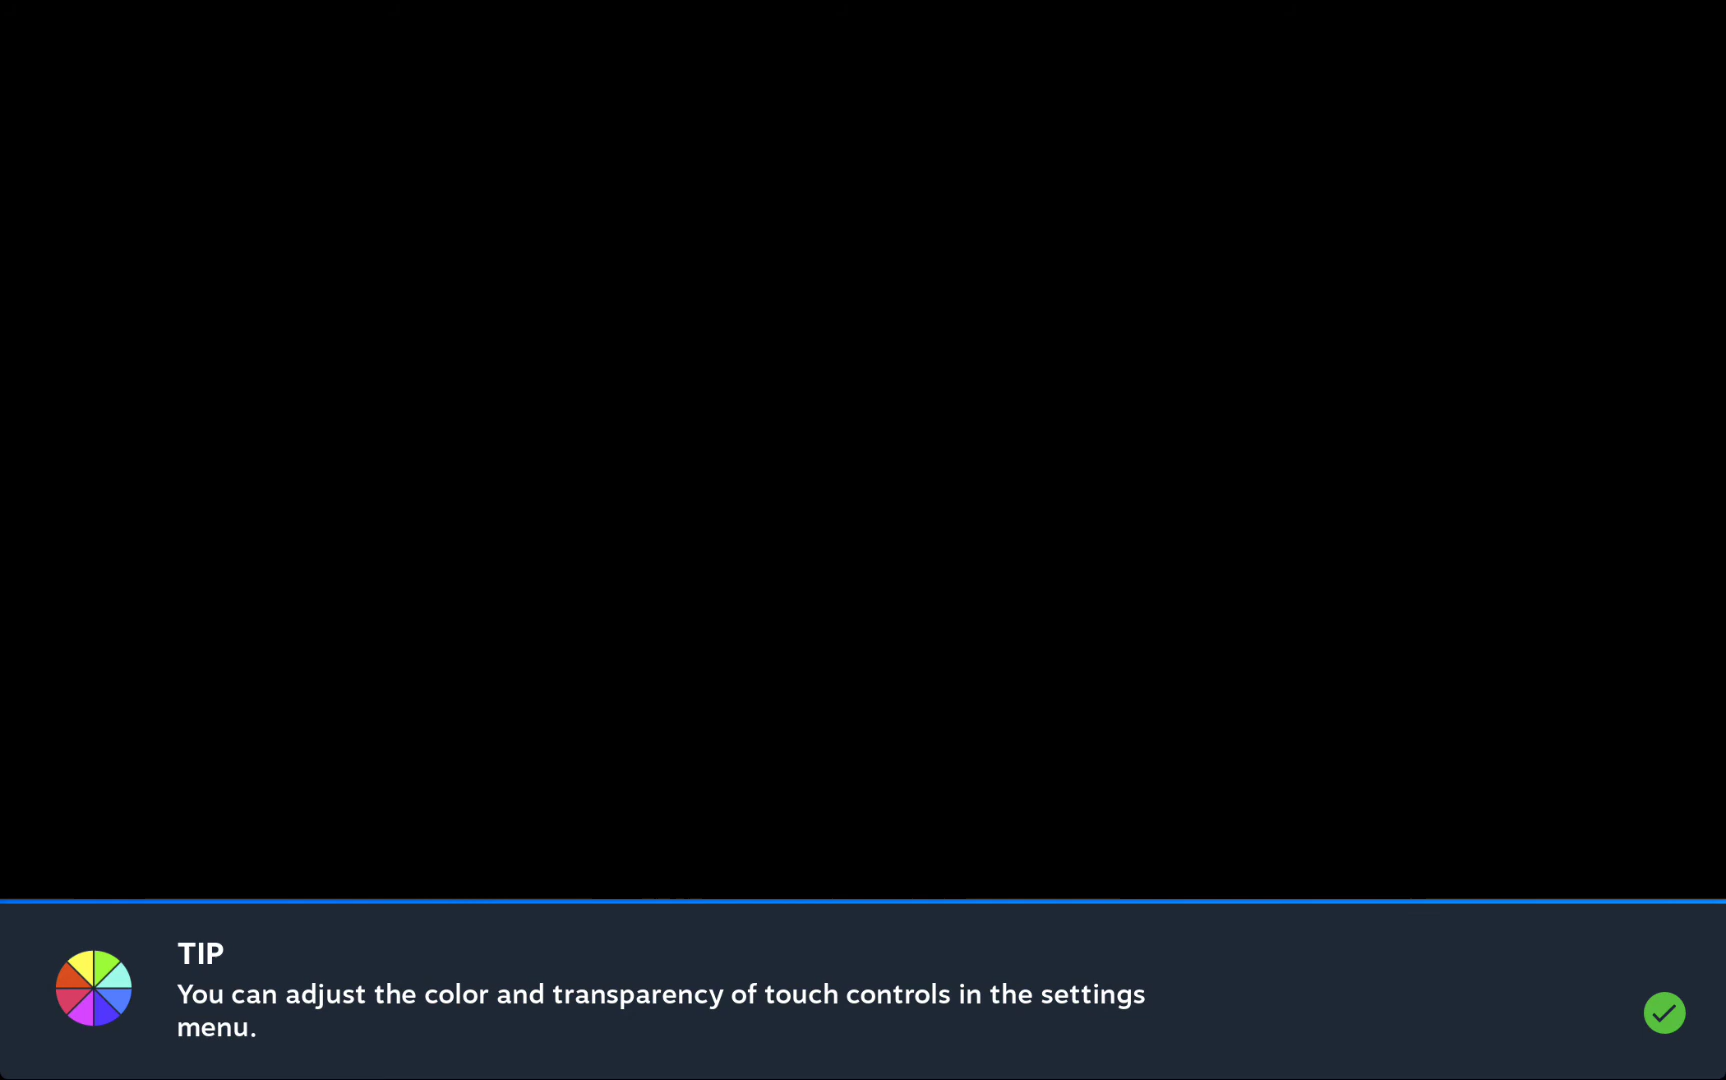 TIP
You can adjust the color and transparency of touch controls in the settings
menu.